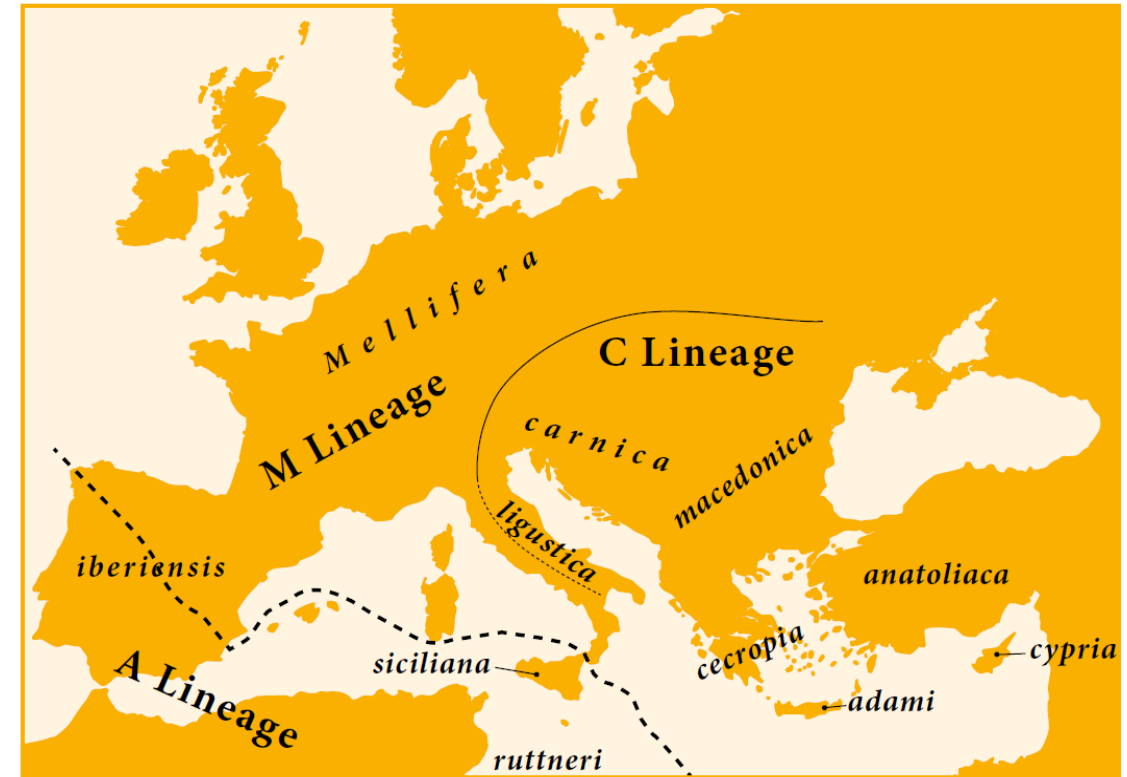 Mellifera
C Lineage
M Lineage
carnica
macedonica
ligustica
iberiensis
anatoliaca
cecropia
siciliana
cypria
A Lineage
adami
ruttneri